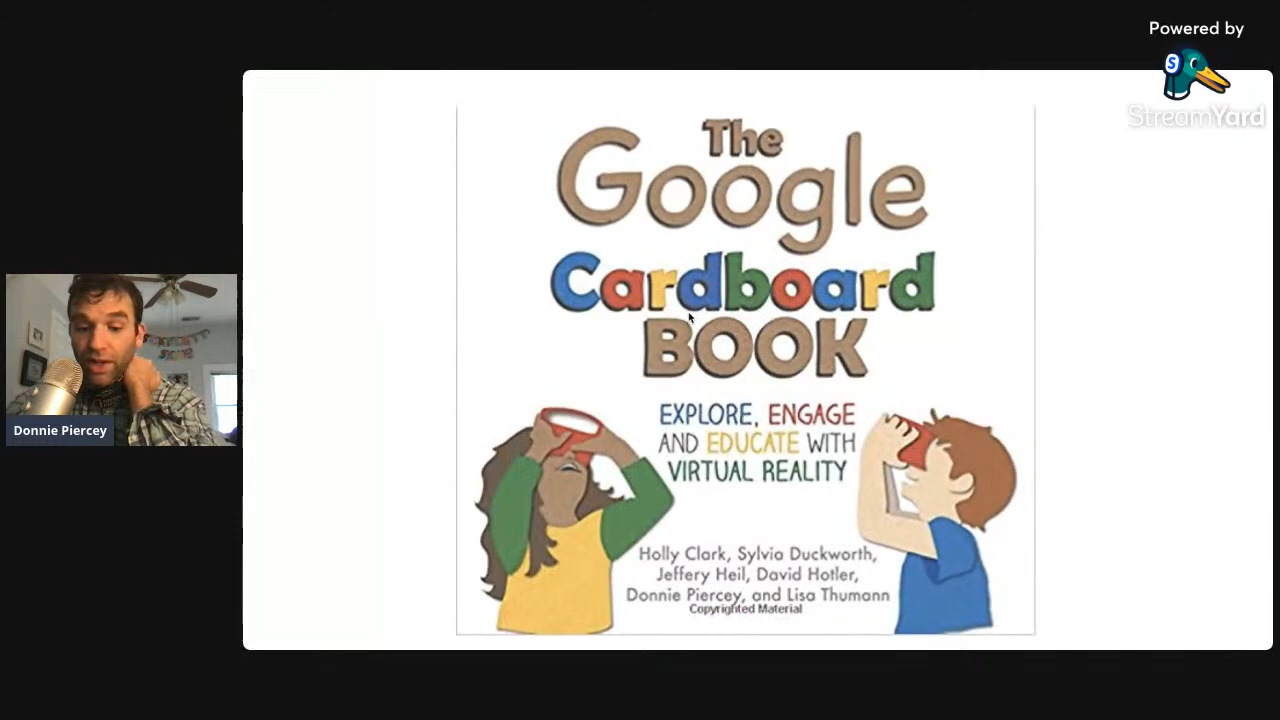 Powered by
S
StreamYard
The
Google
Cardboard
BOOK
EXPLORE, ENGAGE
AND EDUCATE WITH
VIRTUAL REALITY
Holly Clark, Sylvia Duckworth,
Jeffery Heil, David Hotler,
Donnie Piercey, and Lisa Thumann
Copyrighted Material
Donnie Piercey